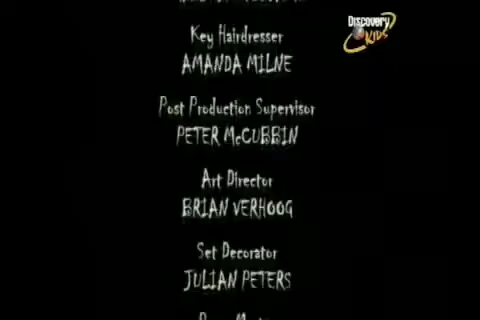 Discovery
KIDS
Key Hairdresser
AMANDA MILNE
Post Production Supervisor
PETER McCUBBIN
Art Director
BRIAN VERHOOG
Set Decorator
JULIAN PETERS